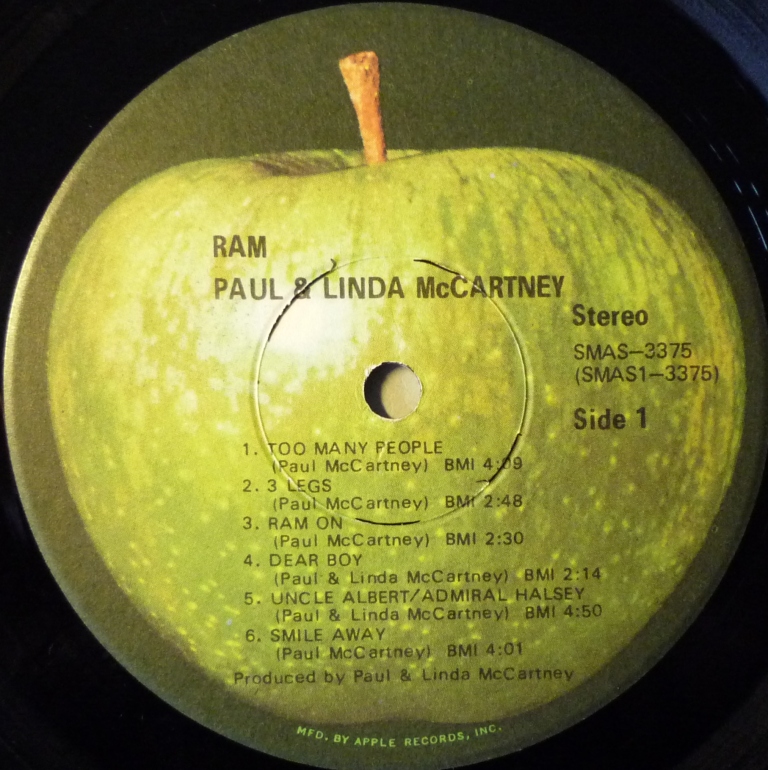 RAM
PAUL & LINDA McCARTNEY
Stereo
SMAS—3375
(SMAS1—3375)
Side 1
1. TOO MANY PEOPLE
(Paul McCartney) BMI 4:09
2. 3 LEGS
(Paul McCartney) BMI 2:48
3. RAM ON
(Paul McCartney) BMI 2:30
4. DEAR BOY
(Paul & Linda McCartney) BMI 2:14
5. UNCLE ALBERT/ADMIRAL HALSEY
(Paul & Linda McCartney) BMI 4:50
6. SMILE AWAY
(Paul McCartney) BMI 4:01
Produced by Paul & Linda McCartney
MFD. BY APPLE RECORDS, INC.